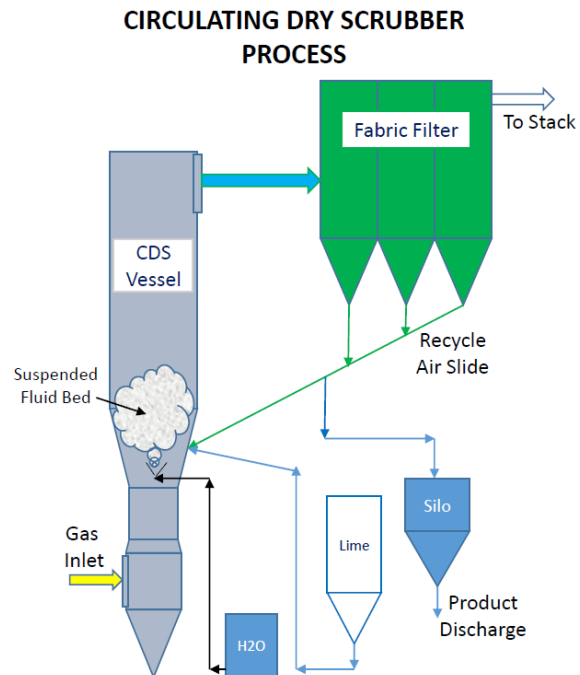 CIRCULATING DRY SCRUBBER
PROCESS
Fabric Filter
To Stack
CDS
Vessel
Recycle
Air Slide
Suspended
Fluid Bed
Silo
Gas
Inlet
Lime
Product
Discharge
H2O